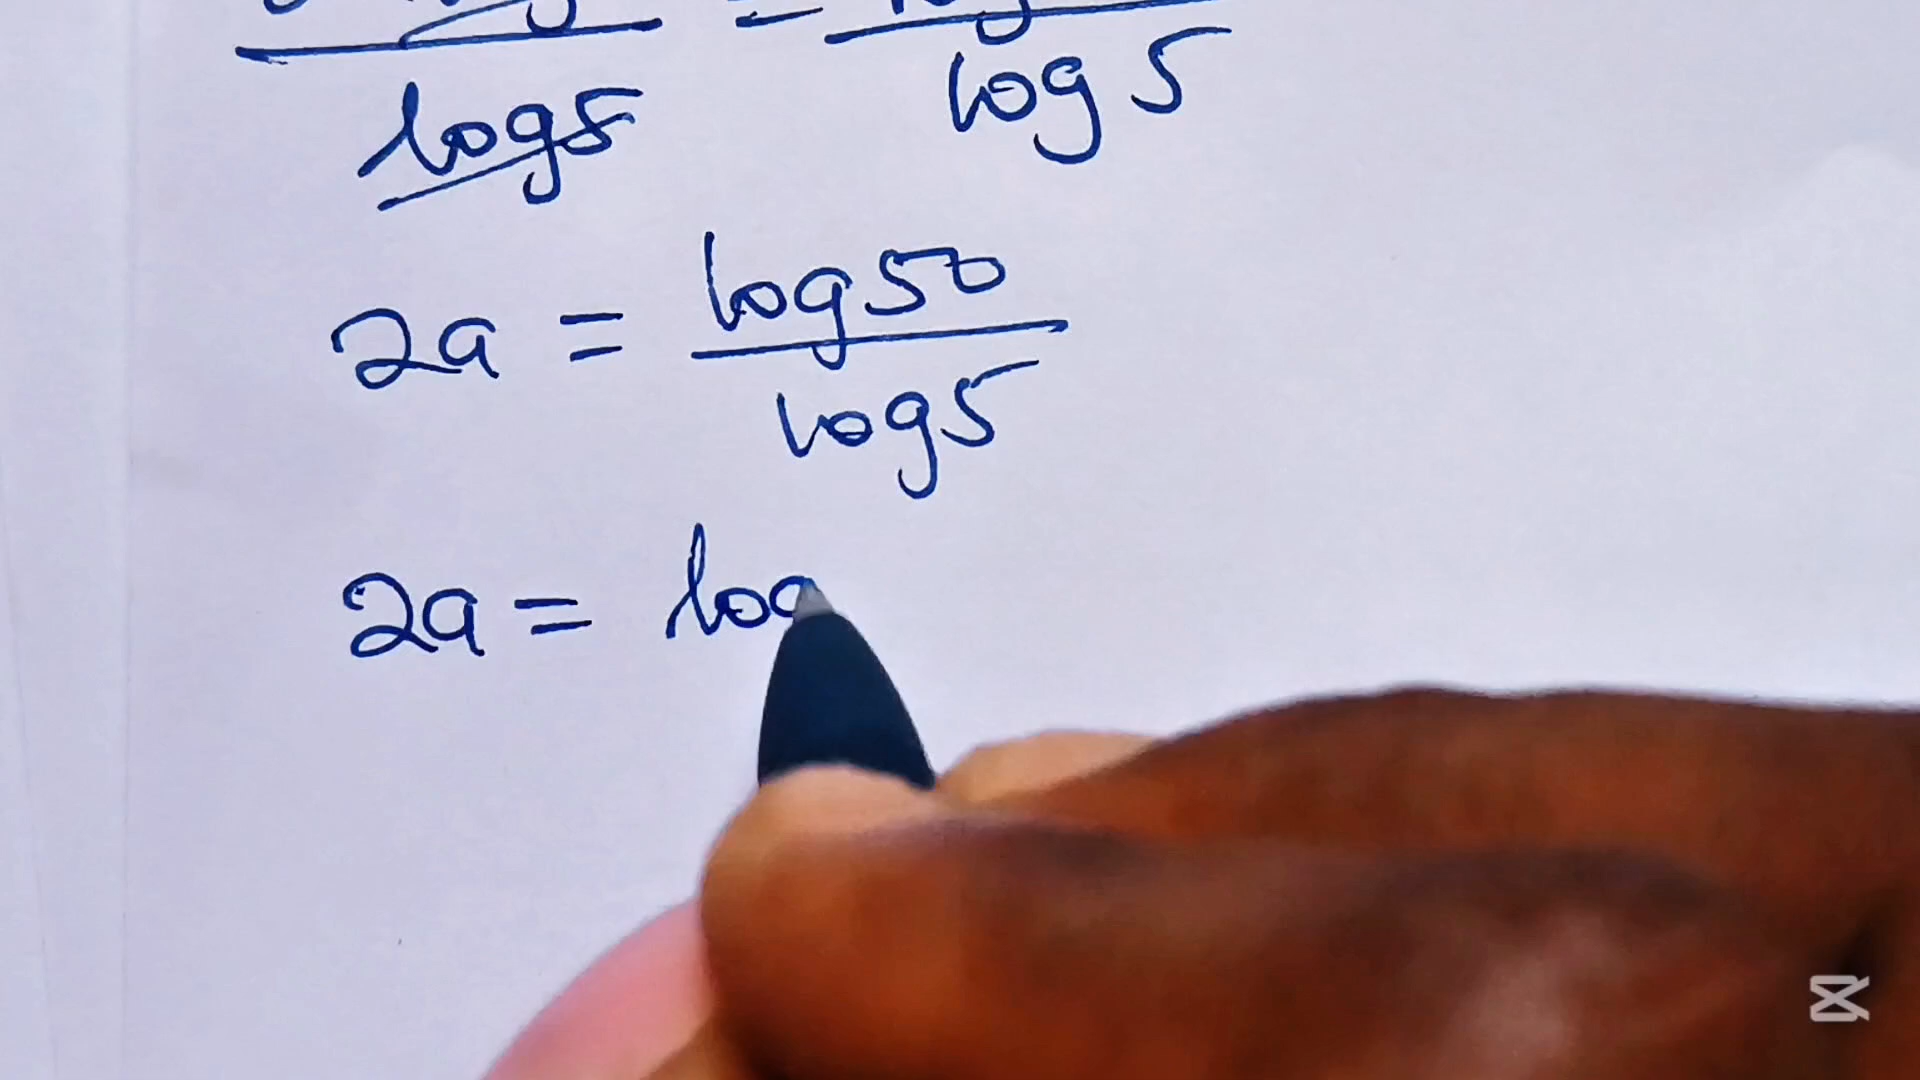 =
log5 log 5
2a = log50
log5
2a = log